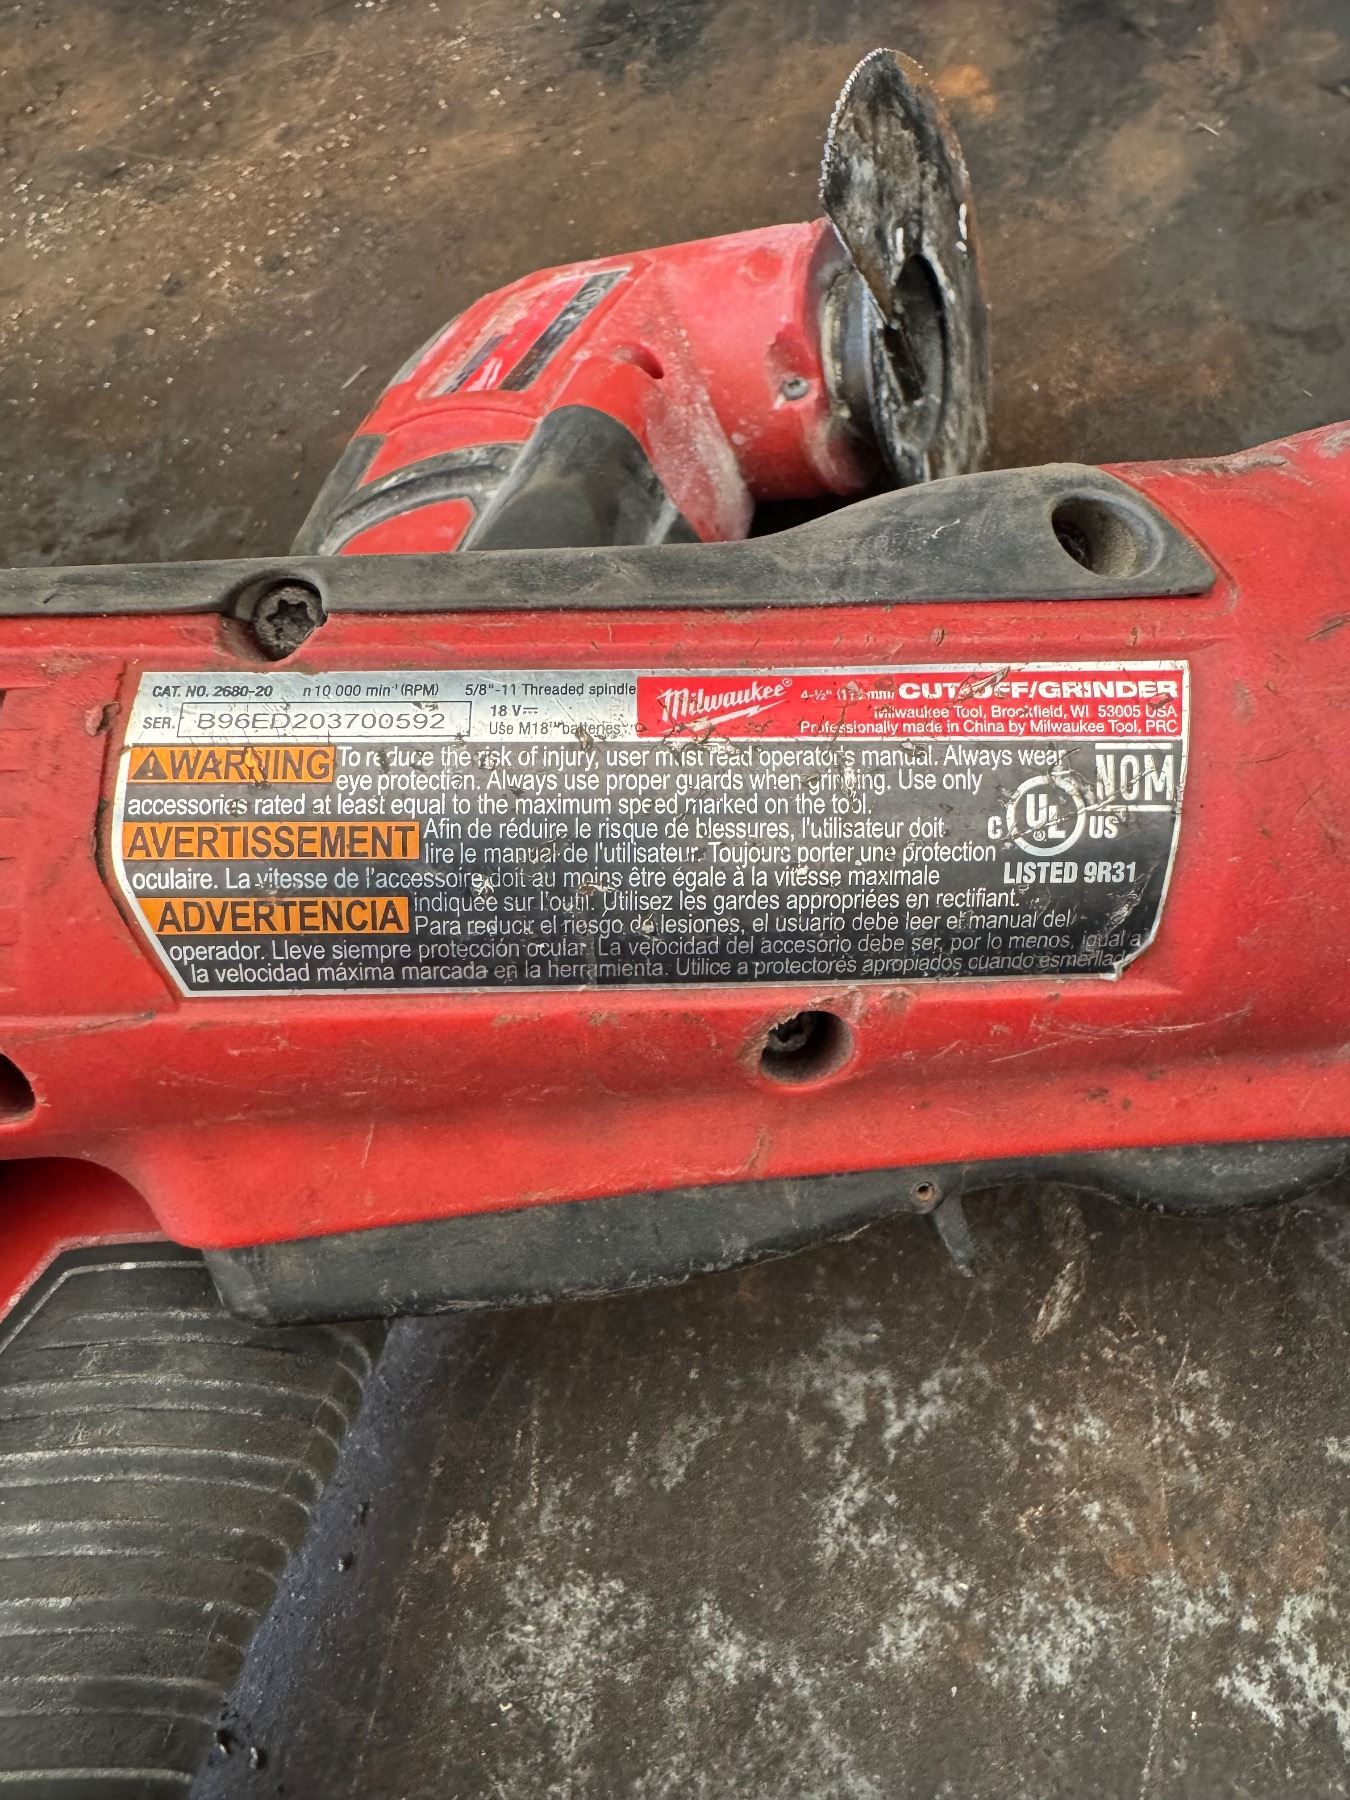 CAT. NO. 2680-20 n 10 000 min⁻¹ (RPM) 5/8"-11 Threaded spindle
SER. B96ED203700592 18 V⎓
Use M18™ batteries
Milwaukee® 4-½" CUT-OFF/GRINDER
Milwaukee Tool, Brookfield, WI 53005 USA
Professionally made in China by Milwaukee Tool, PRC
WARNING To reduce the risk of injury, user must read operator's manual. Always wear
eye protection. Always use proper guards when grinding. Use only
accessories rated at least equal to the maximum speed marked on the tool.
AVERTISSEMENT Afin de réduire le risque de blessures, l'utilisateur doit
lire le manual de l'utilisateur. Toujours porter une protection
oculaire. La vitesse de l'accessoire doit au moins être égale à la vitesse maximale
indiquée sur l'outil. Utilisez les gardes appropriées en rectifiant.
ADVERTENCIA Para reducir el riesgo de lesiones, el usuario debe leer el manual del
operador. Lleve siempre protección ocular. La velocidad del accesorio debe ser, por lo menos, igual a
la velocidad máxima marcada en la herramienta. Utilice a protectores apropiados cuando
NOM
C UL® US
LISTED 9R31